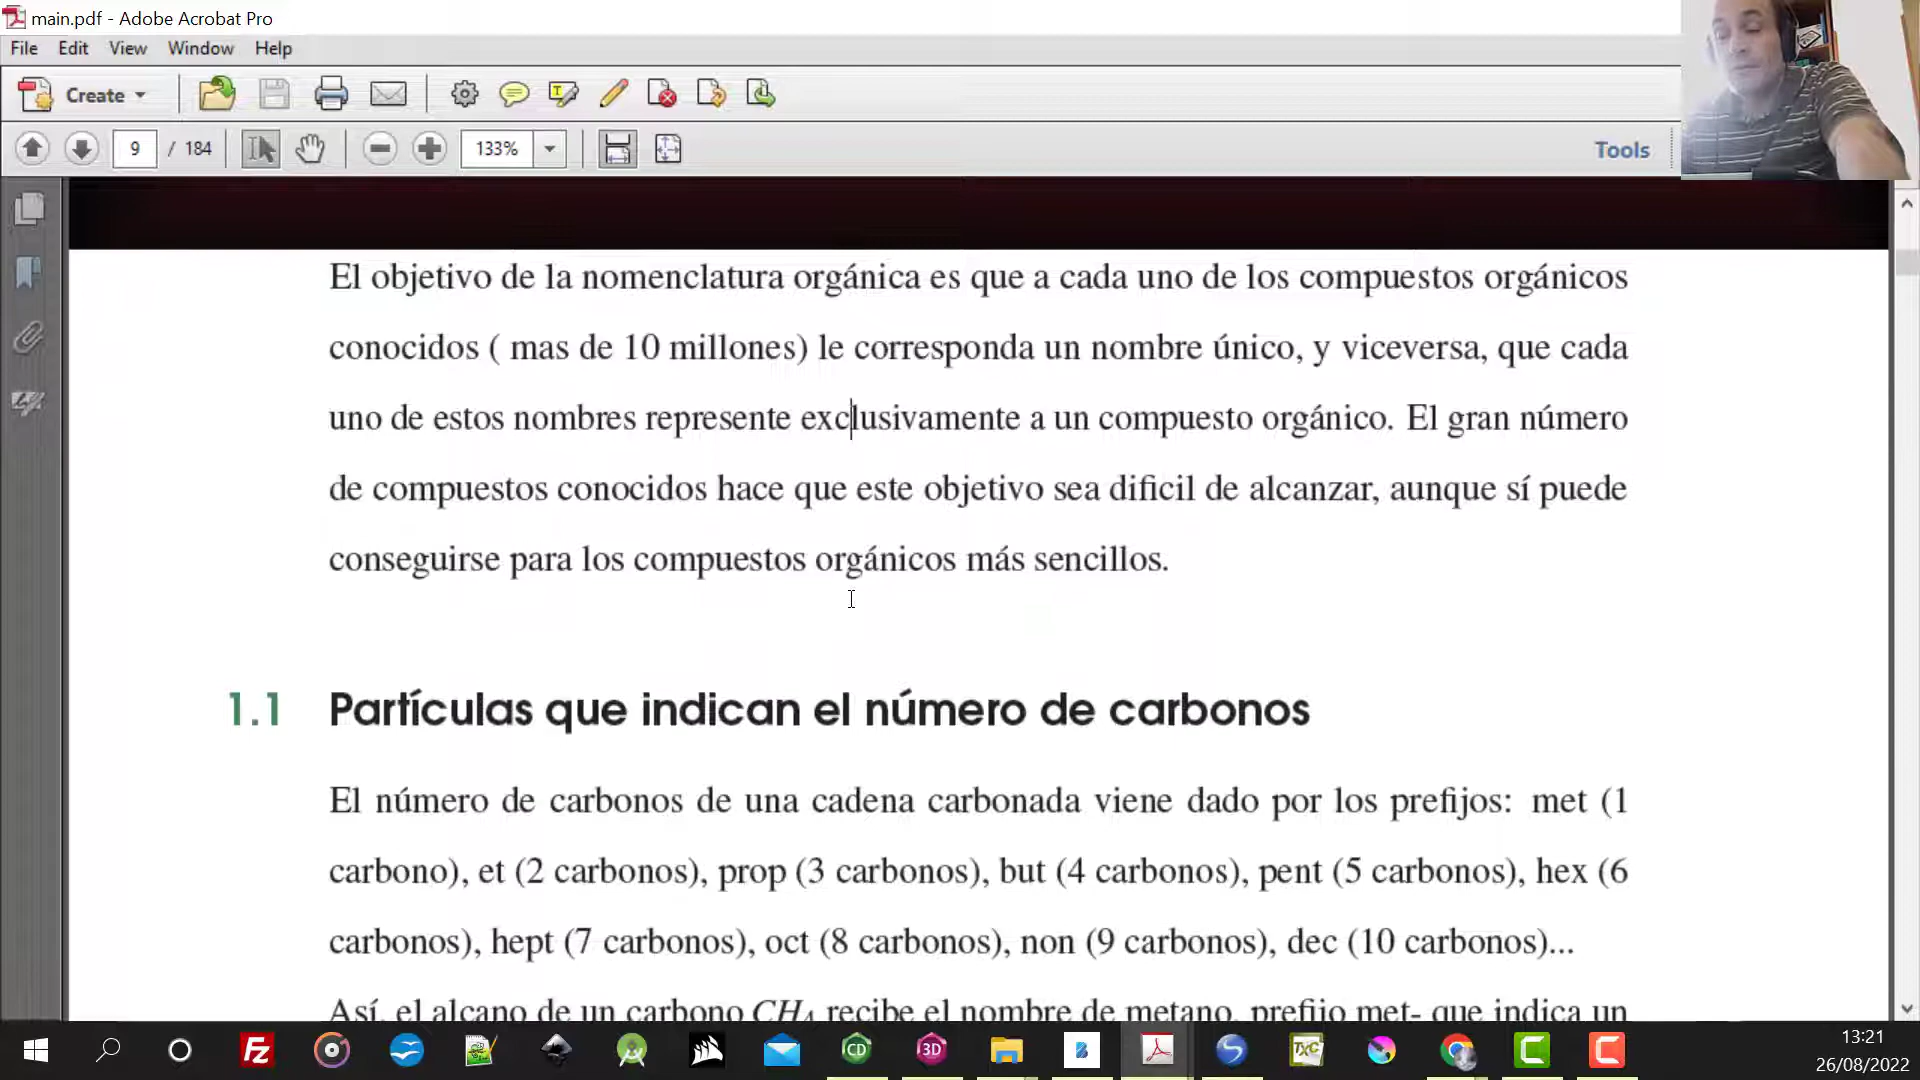 main.pdf - Adobe Acrobat Pro
File Edit View Window Help
Create
9 / 184
133%
Tools
El objetivo de la nomenclatura orgánica es que a cada uno de los compuestos orgánicos
conocidos ( mas de 10 millones) le corresponda un nombre único, y viceversa, que cada
uno de estos nombres represente exclusivamente a un compuesto orgánico. El gran número
de compuestos conocidos hace que este objetivo sea dificil de alcanzar, aunque sí puede
conseguirse para los compuestos orgánicos más sencillos.
1.1 Partículas que indican el número de carbonos
El número de carbonos de una cadena carbonada viene dado por los prefijos: met (1
carbono), et (2 carbonos), prop (3 carbonos), but (4 carbonos), pent (5 carbonos), hex (6
carbonos), hept (7 carbonos), oct (8 carbonos), non (9 carbonos), dec (10 carbonos)...
Así, el alcano de un carbono CH4 recibe el nombre de metano, prefijo met- que indica un
Fz
CD
3D
B
TXC
C
C
13:21
26/08/2022